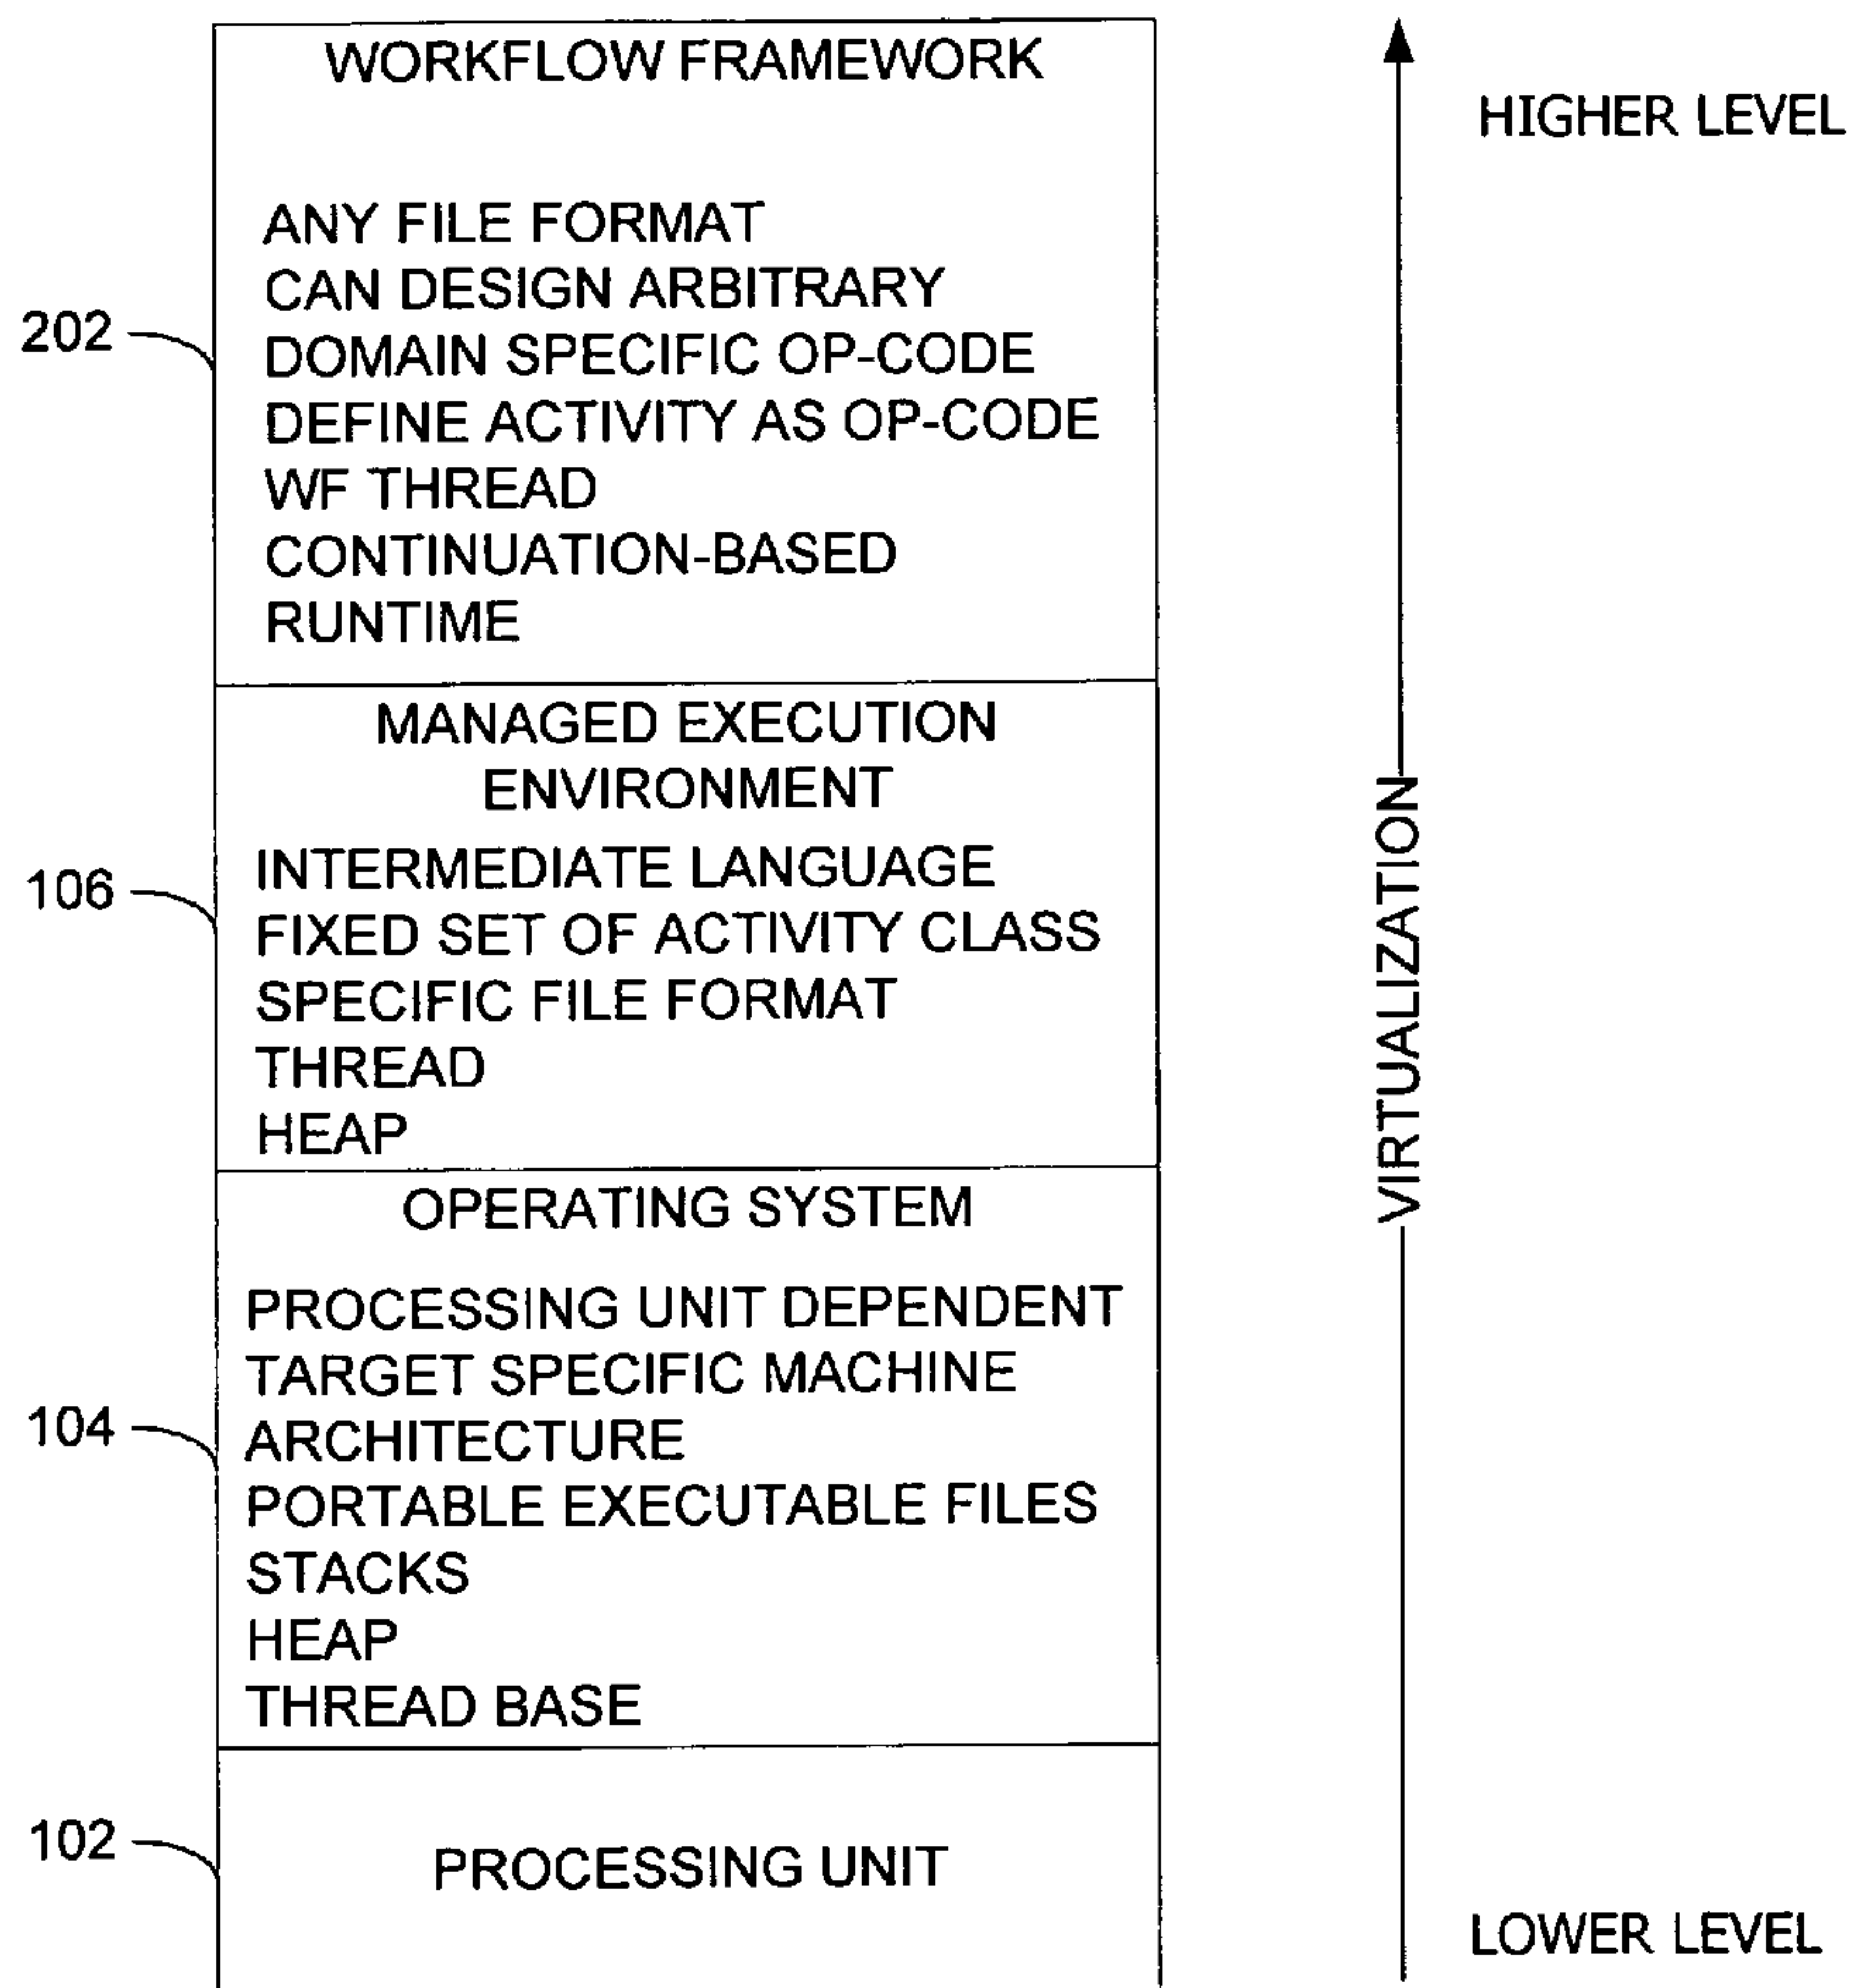 WORKFLOW FRAMEWORK
HIGHER LEVEL
ANY FILE FORMAT
CAN DESIGN ARBITRARY
202
DOMAIN SPECIFIC OP-CODE
DEFINE ACTIVITY AS OP-CODE
WF THREAD
CONTINUATION-BASED
RUNTIME
MANAGED EXECUTION
ENVIRONMENT
106
INTERMEDIATE LANGUAGE
FIXED SET OF ACTIVITY CLASS
SPECIFIC FILE FORMAT
THREAD
HEAP
VIRTUALIZATION
OPERATING SYSTEM
PROCESSING UNIT DEPENDENT
TARGET SPECIFIC MACHINE
104
ARCHITECTURE
PORTABLE EXECUTABLE FILES
STACKS
HEAP
THREAD BASE
102
PROCESSING UNIT
LOWER LEVEL